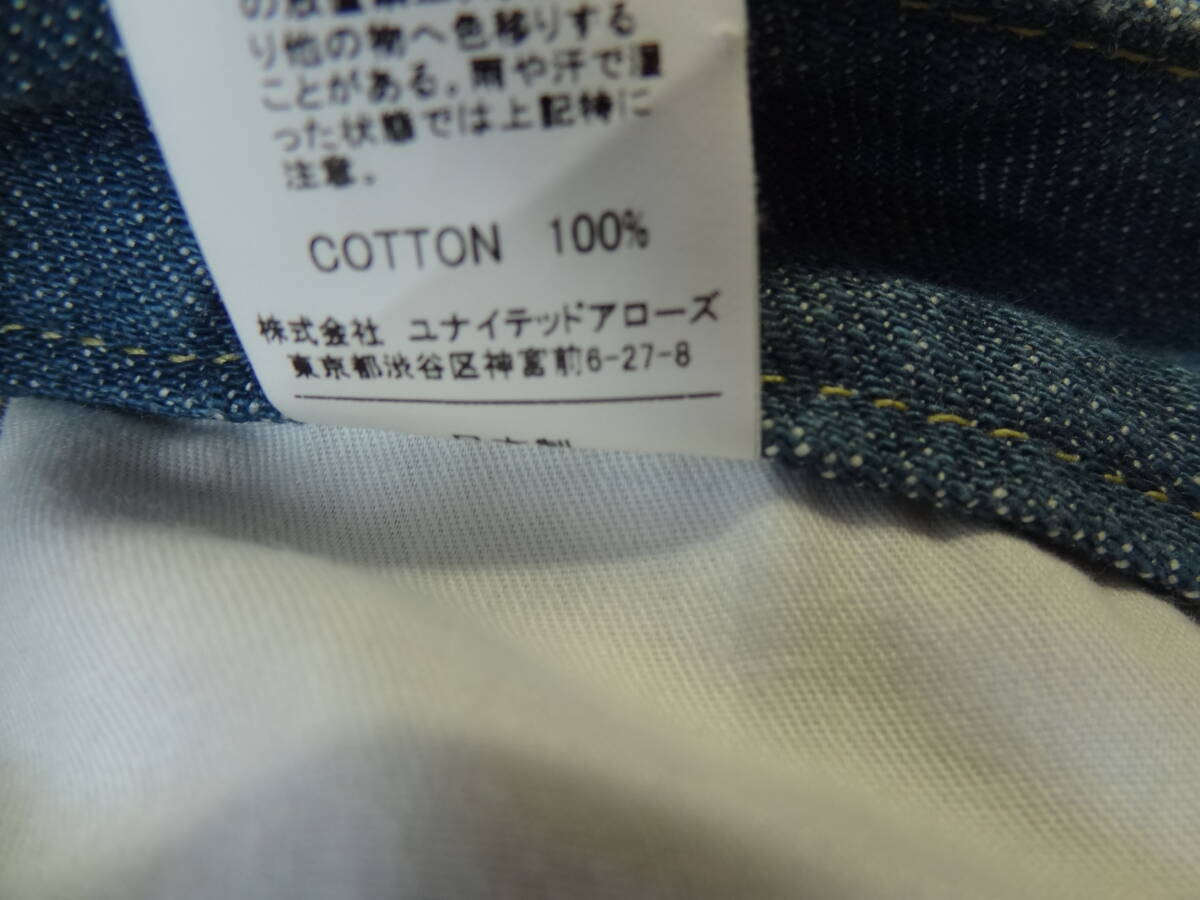 り他の物へ色移りする
ことがある。雨や汗で湿
った状態では上記特に
注意。
COTTON 100%
株式会社 ユナイテッドアローズ
東京都渋谷区神宮前6-27-8